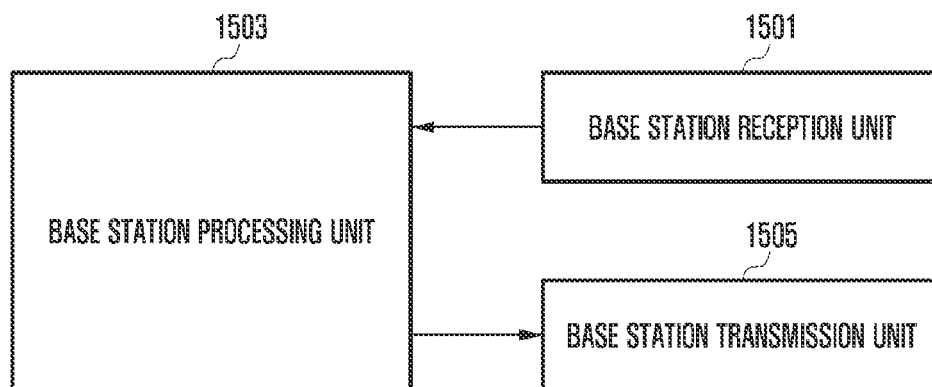 1503
1501
BASE STATION RECEPTION UNIT
BASE STATION PROCESSING UNIT
1505
BASE STATION TRANSMISSION UNIT